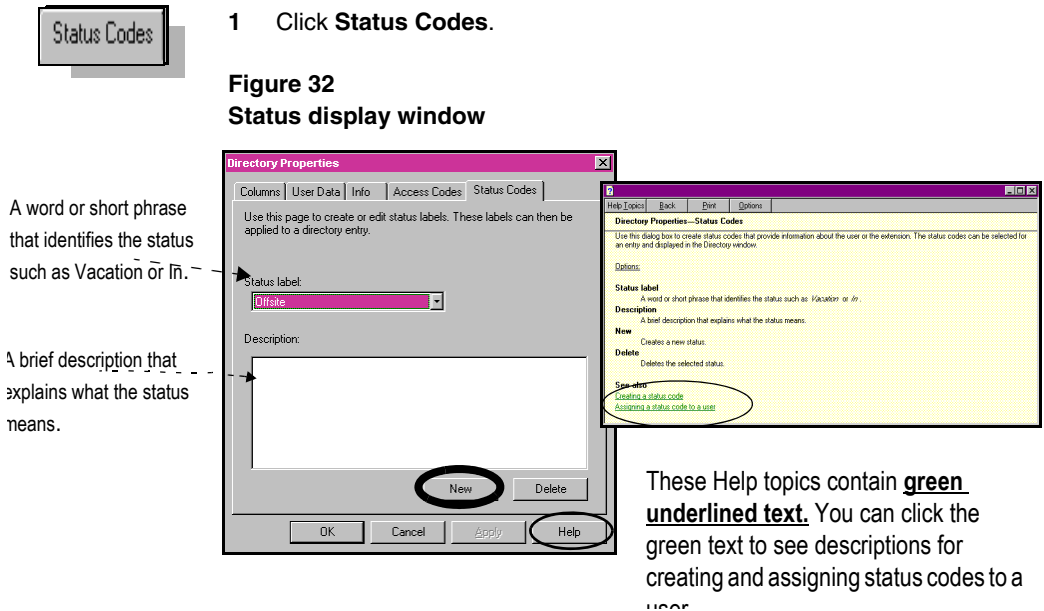 Status Codes
1 Click Status Codes.
Figure 32
Status display window
A word or short phrase
that identifies the status
such as Vacation or In.
A brief description that
explains what the status
means.
Directory Properties
Columns User Data Info Access Codes Status Codes
Use this page to create or edit status labels. These labels can then be
applied to a directory entry.
Status label:
Offsite
Description:
New Delete
OK Cancel Apply Help
?
Help Topics Back Print Options
Directory Properties—Status Codes
Use this dialog box to create status codes that provide information about the user or the extension. The status codes can be selected for
an entry and displayed in the Directory window.
Options:
Status label
A word or short phrase that identifies the status such as Vacation or In.
Description
A brief description that explains what the status means.
New
Creates a new status.
Delete
Deletes the selected status.
See also
Creating a status code
Assigning a status code to a user
These Help topics contain green
underlined text. You can click the
green text to see descriptions for
creating and assigning status codes to a
user